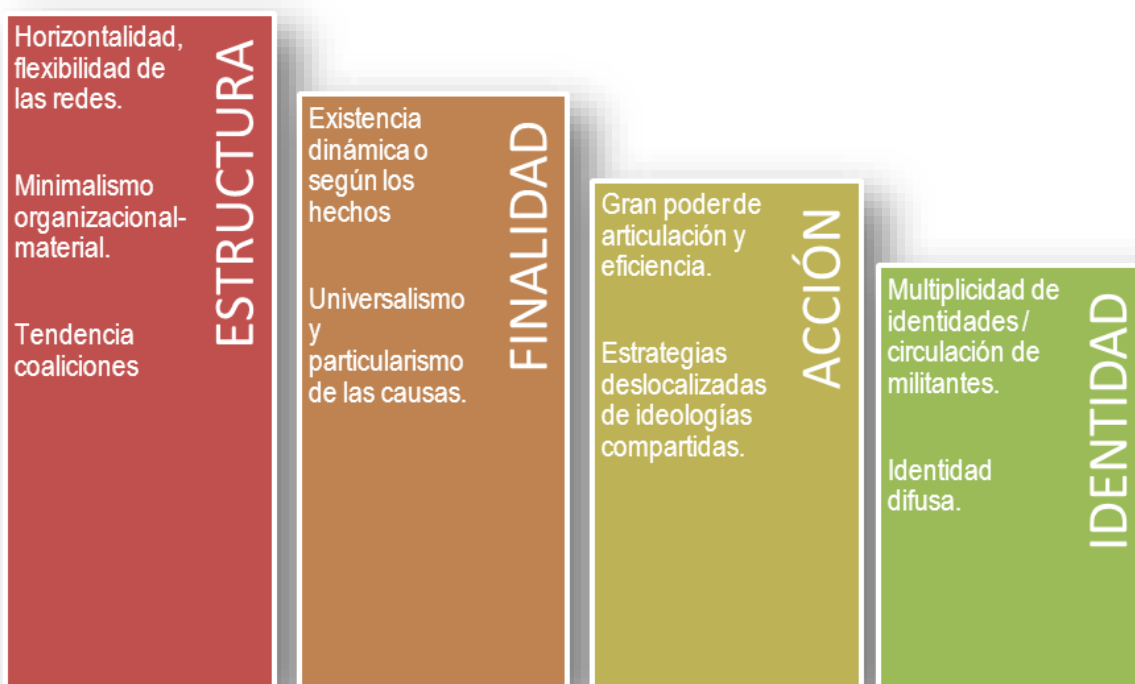 Horizontalidad,
flexibilidad de
las redes.
Minimalismo
organizacional-
material.
Tendencia
coaliciones
ESTRUCTURA
Existencia
dinámica o
según los
hechos
Universalismo
y
particularismo
de las causas.
FINALIDAD
Gran poder de
articulación y
eficiencia.
Estrategias
deslocalizadas
de ideologías
compartidas.
ACCIÓN
Multiplicidad de
identidades /
circulación de
militantes.
Identidad
difusa.
IDENTIDAD